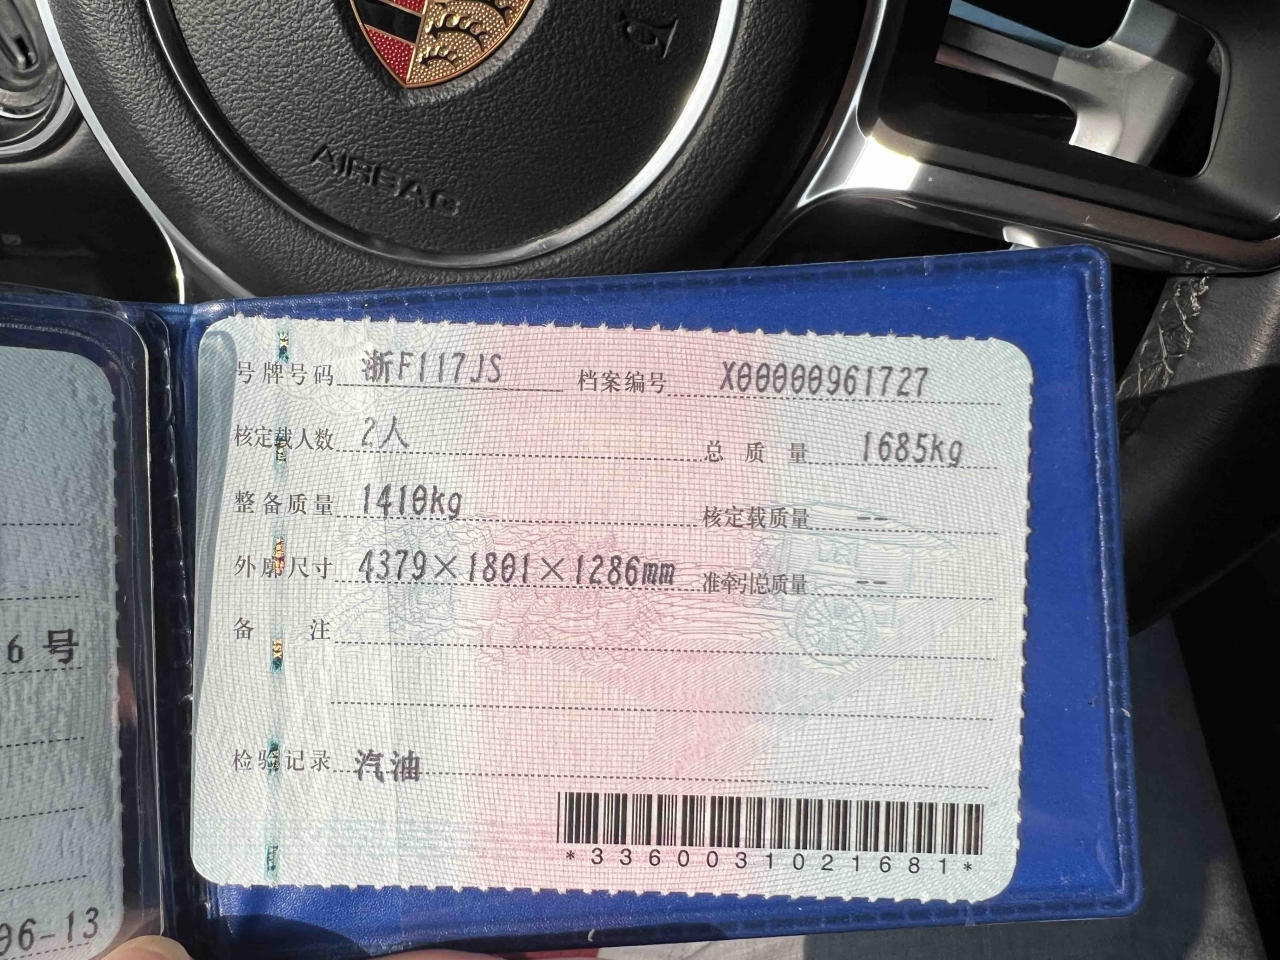 AIRBAG
号牌号码 浙F117JS 档案编号 X00000961727
核定载人数 2人 总质量 1685kg
整备质量 1410kg 核定载质量 --
外廓尺寸 4379×1801×1286mm 准牵引总质量 --
备注
检验记录 汽油
*3360031021681*
6号
06-13